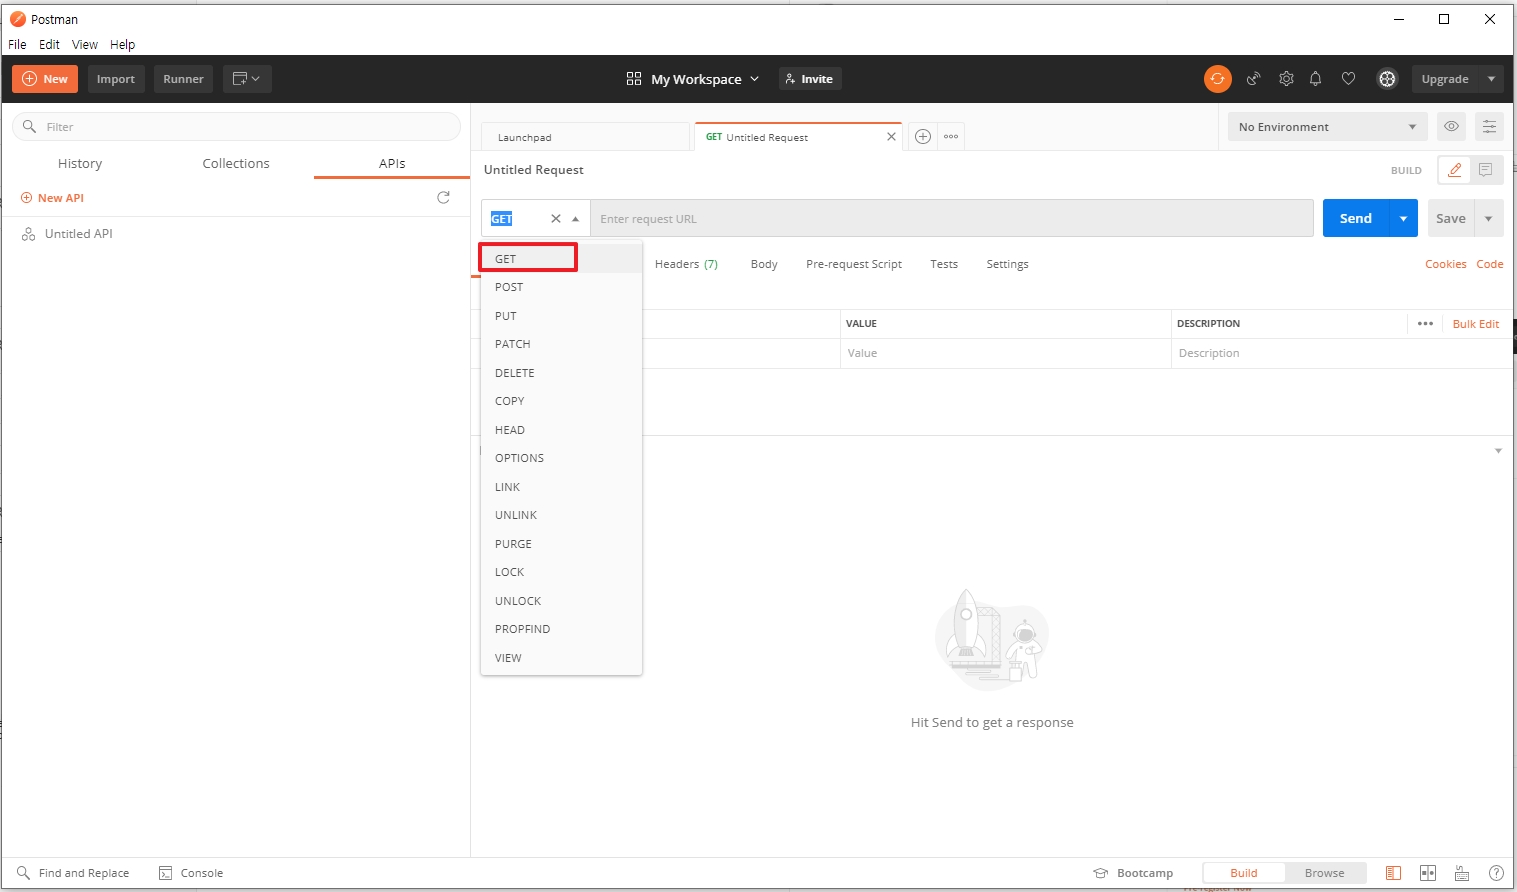 Postman
File Edit View Help
New Import Runner My Workspace Invite Upgrade
Filter
History Collections APIs
New API
Untitled API
Launchpad GET Untitled Request No Environment
Untitled Request BUILD
GET Enter request URL Send Save
GET
POST
PUT
PATCH
DELETE
COPY
HEAD
OPTIONS
LINK
UNLINK
PURGE
LOCK
UNLOCK
PROPFIND
VIEW
Headers (7) Body Pre-request Script Tests Settings Cookies Code
VALUE DESCRIPTION Bulk Edit
Value Description
Hit Send to get a response
Find and Replace Console Bootcamp Build Browse